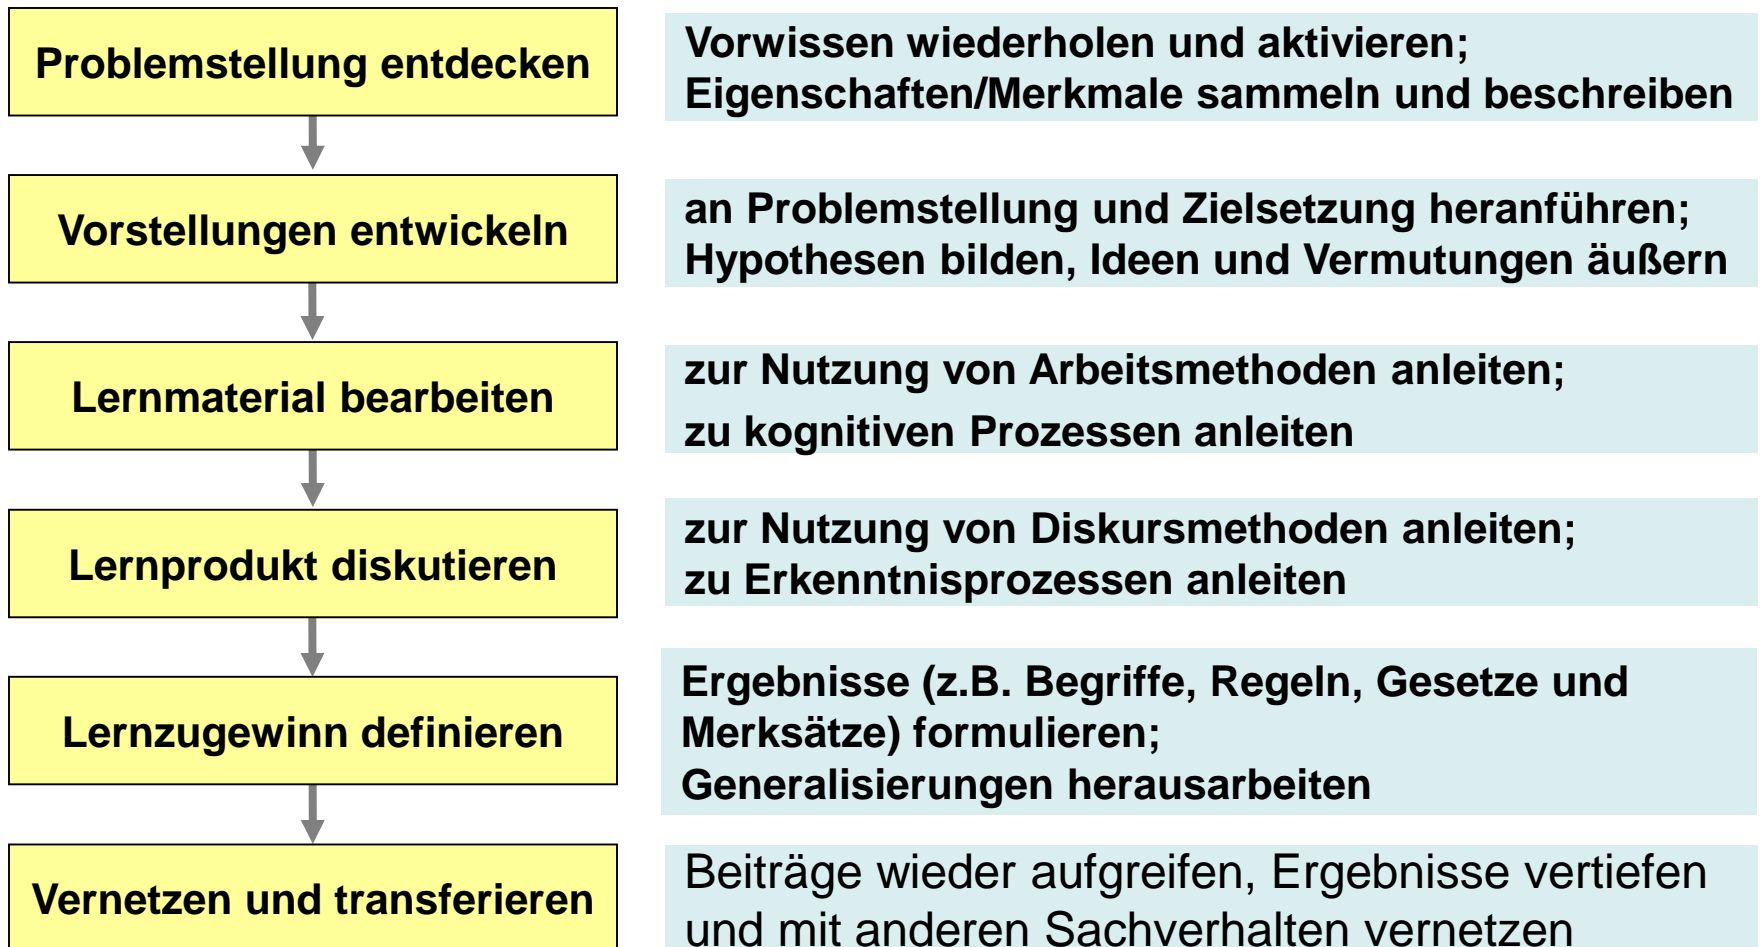 Problemstellung entdecken
Vorwissen wiederholen und aktivieren;
Eigenschaften/Merkmale sammeln und beschreiben
Vorstellungen entwickeln
an Problemstellung und Zielsetzung heranführen;
Hypothesen bilden, Ideen und Vermutungen äußern
Lernmaterial bearbeiten
zur Nutzung von Arbeitsmethoden anleiten;
zu kognitiven Prozessen anleiten
Lernprodukt diskutieren
zur Nutzung von Diskursmethoden anleiten;
zu Erkenntnisprozessen anleiten
Lernzugewinn definieren
Ergebnisse (z.B. Begriffe, Regeln, Gesetze und
Merksätze) formulieren;
Generalisierungen herausarbeiten
Vernetzen und transferieren
Beiträge wieder aufgreifen, Ergebnisse vertiefen
und mit anderen Sachverhalten vernetzen